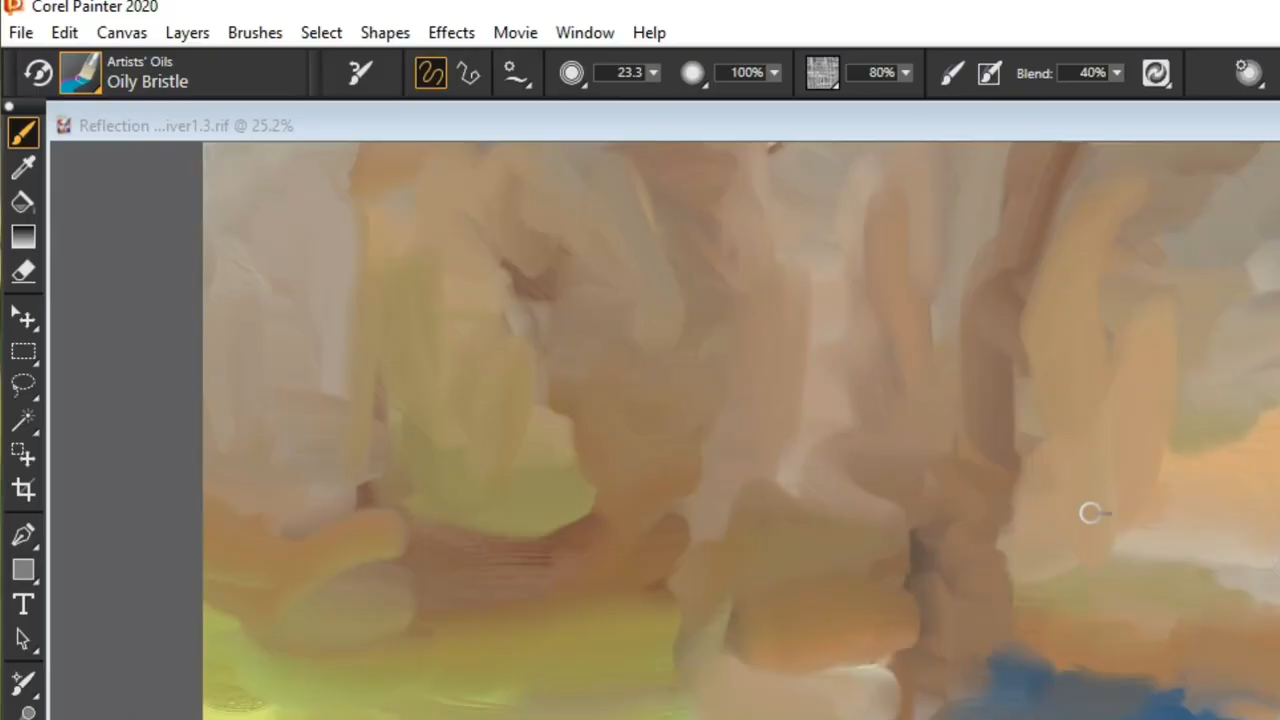 Corel Painter 2020
File Edit Canvas Layers Brushes Select Shapes Effects Movie Window Help
Artists' Oils
Oily Bristle
23.3 100% 80% Blend: 40%
Reflection ...iver1.3.rif @ 25.2%
T